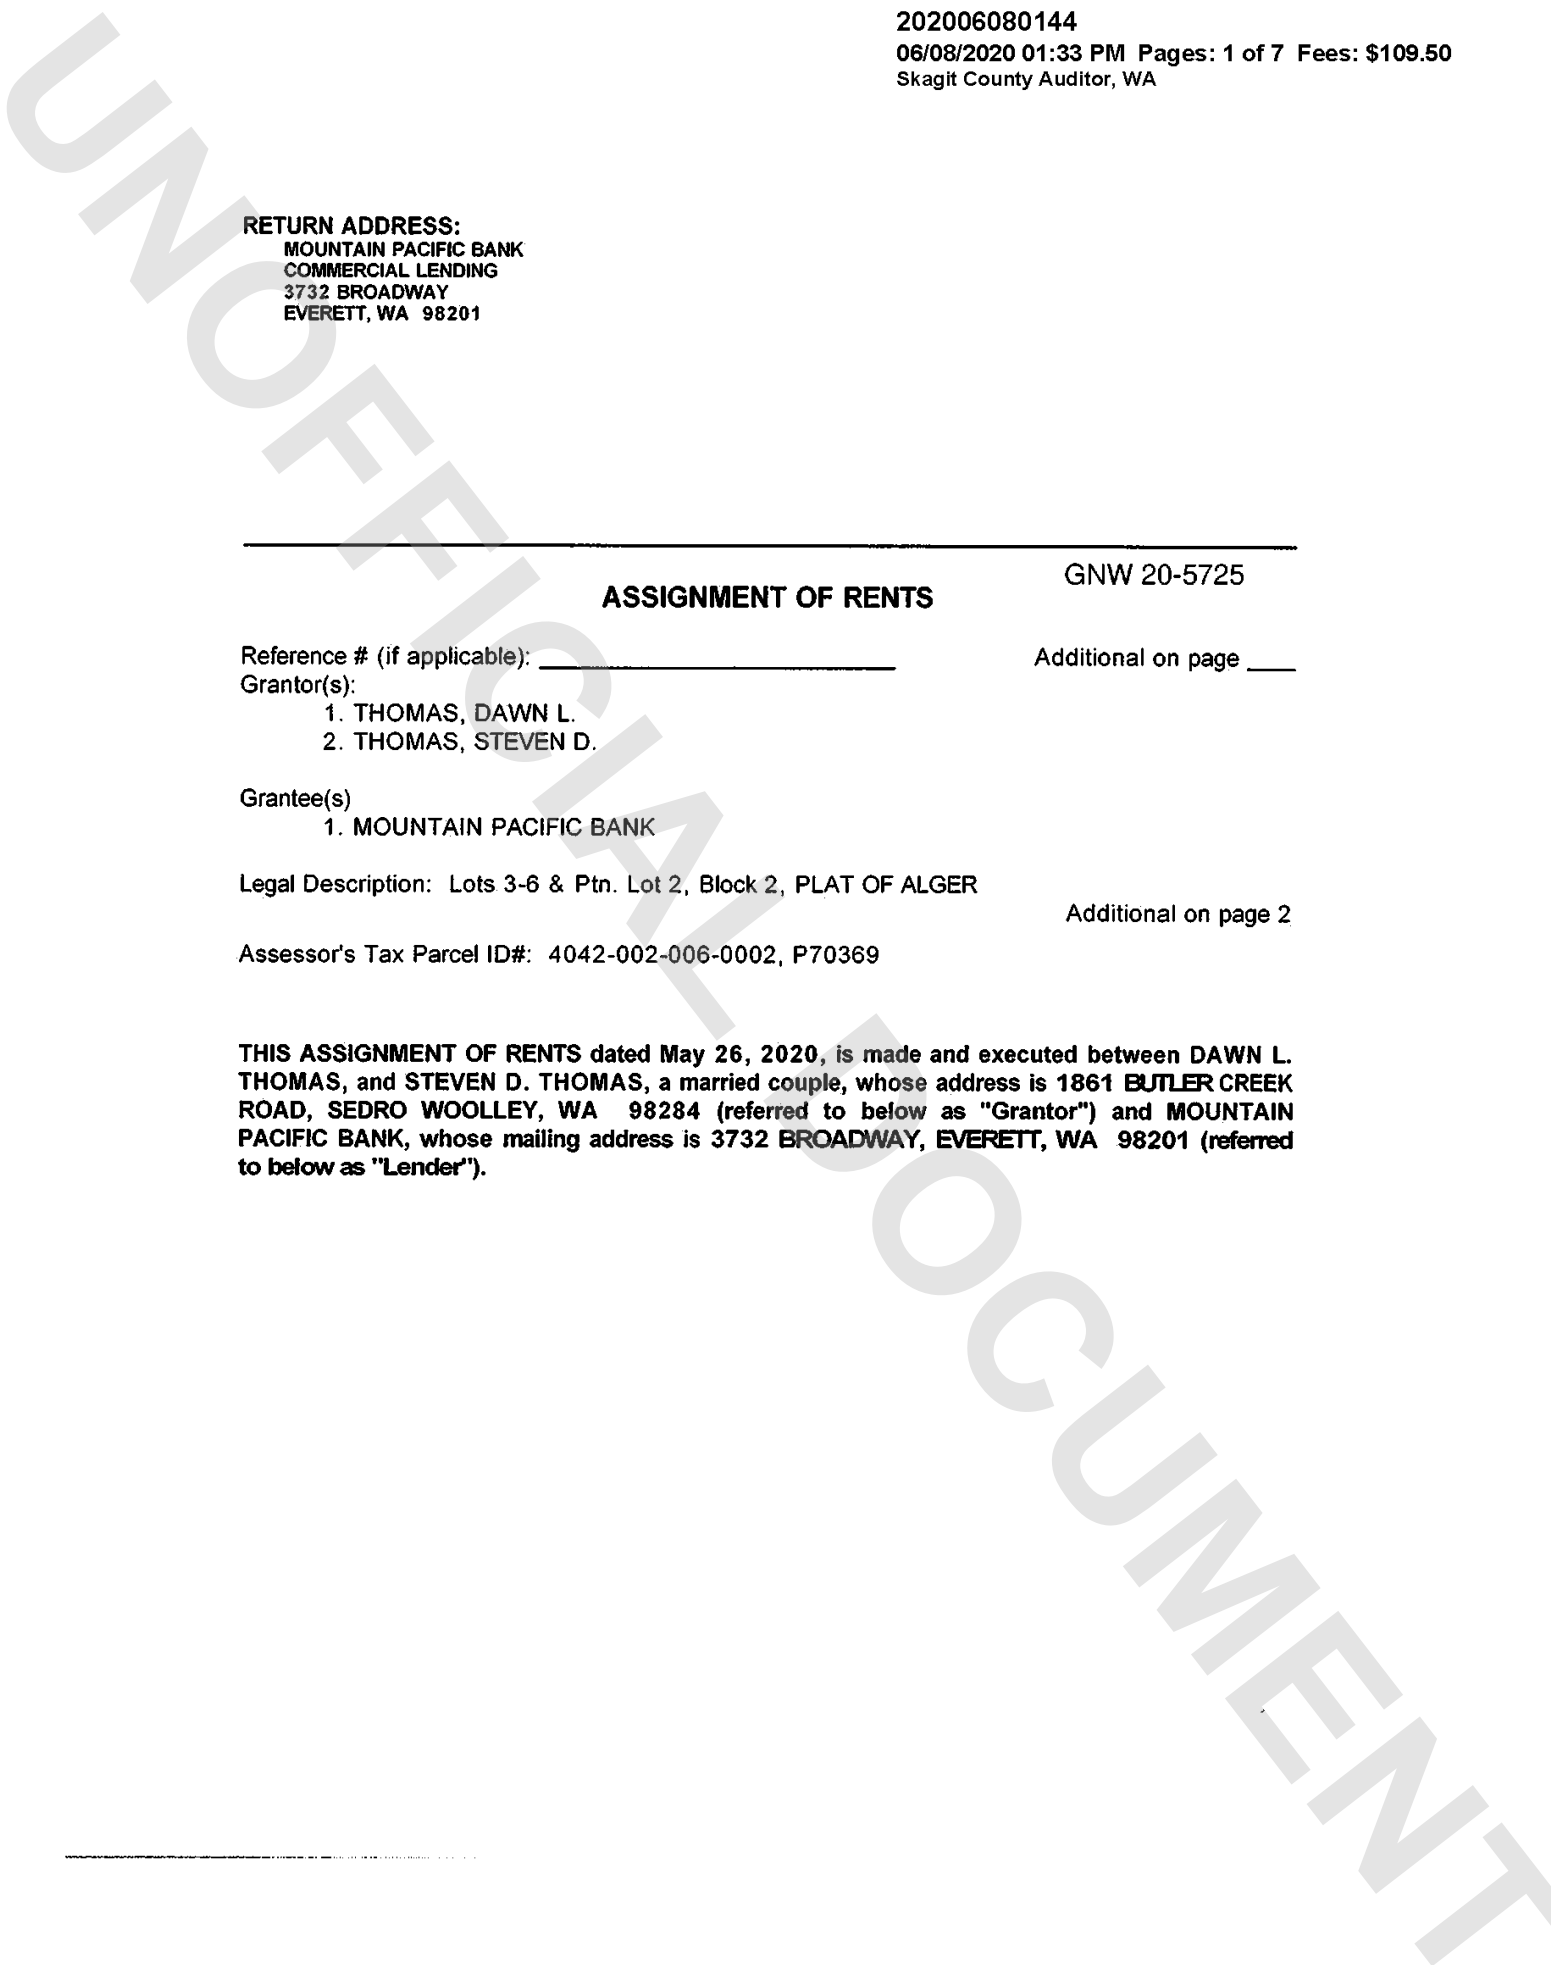 202006080144
06/08/2020 01:33 PM Pages: 1 of 7 Fees: $109.50
Skagit County Auditor, WA
RETURN ADDRESS:
MOUNTAIN PACIFIC BANK
COMMERCIAL LENDING
3732 BROADWAY
EVERETT, WA 98201
GNW 20-5725
ASSIGNMENT OF RENTS
Reference # (if applicable): ____________ Additional on page ___
Grantor(s):
1. THOMAS, DAWN L.
2. THOMAS, STEVEN D.
Grantee(s)
1. MOUNTAIN PACIFIC BANK
Legal Description: Lots 3-6 & Ptn. Lot 2, Block 2, PLAT OF ALGER
Additional on page 2
Assessor's Tax Parcel ID#: 4042-002-006-0002, P70369
THIS ASSIGNMENT OF RENTS dated May 26, 2020, is made and executed between DAWN L.
THOMAS, and STEVEN D. THOMAS, a married couple, whose address is 1861 BUTLER CREEK
ROAD, SEDRO WOOLLEY, WA 98284 (referred to below as "Grantor") and MOUNTAIN
PACIFIC BANK, whose mailing address is 3732 BROADWAY, EVERETT, WA 98201 (referred
to below as "Lender").
UNOFFICIAL DOCUMENT